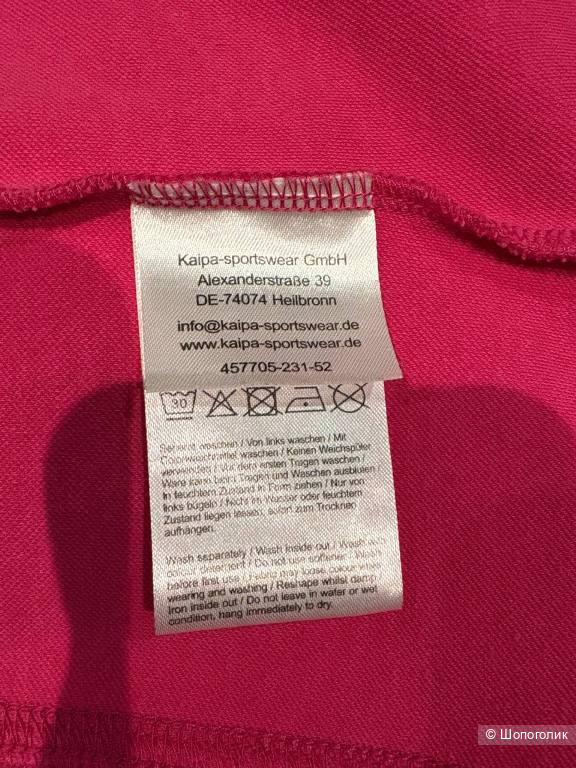 Kaipa-sportswear GmbH
Alexanderstraße 39
DE-74074 Heilbronn
info@kaipa-sportswear.de
www.kaipa-sportswear.de
457705-231-52
30
Separat waschen / Von links waschen / Mit
Colorwaschmittel waschen / Keinen Weichspüler
verwenden / Vor dem ersten Tragen waschen /
Ware kann beim Tragen und Waschen ausbluten /
In feuchtem Zustand in Form ziehen / Nur von
links bügeln / Nicht im Wasser oder feuchtem
Zustand liegen lassen, sofort zum Trocknen
aufhängen.
Wash separately / Wash inside out / Wash with
colour detergent / Do not use softener / Wash
before first use / Fabric may loose colour when
wearing and washing / Reshape whilst damp /
Iron inside out / Do not leave in water or wet
condition, hang immediately to dry.
© Шопоголик